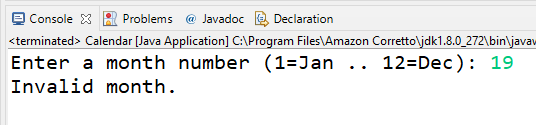 Console Problems Javadoc Declaration
<terminated> Calendar [Java Application] C:\Program Files\Amazon Corretto\jdk1.8.0_272\bin\javaw
Enter a month number (1=Jan .. 12=Dec): 19
Invalid month.